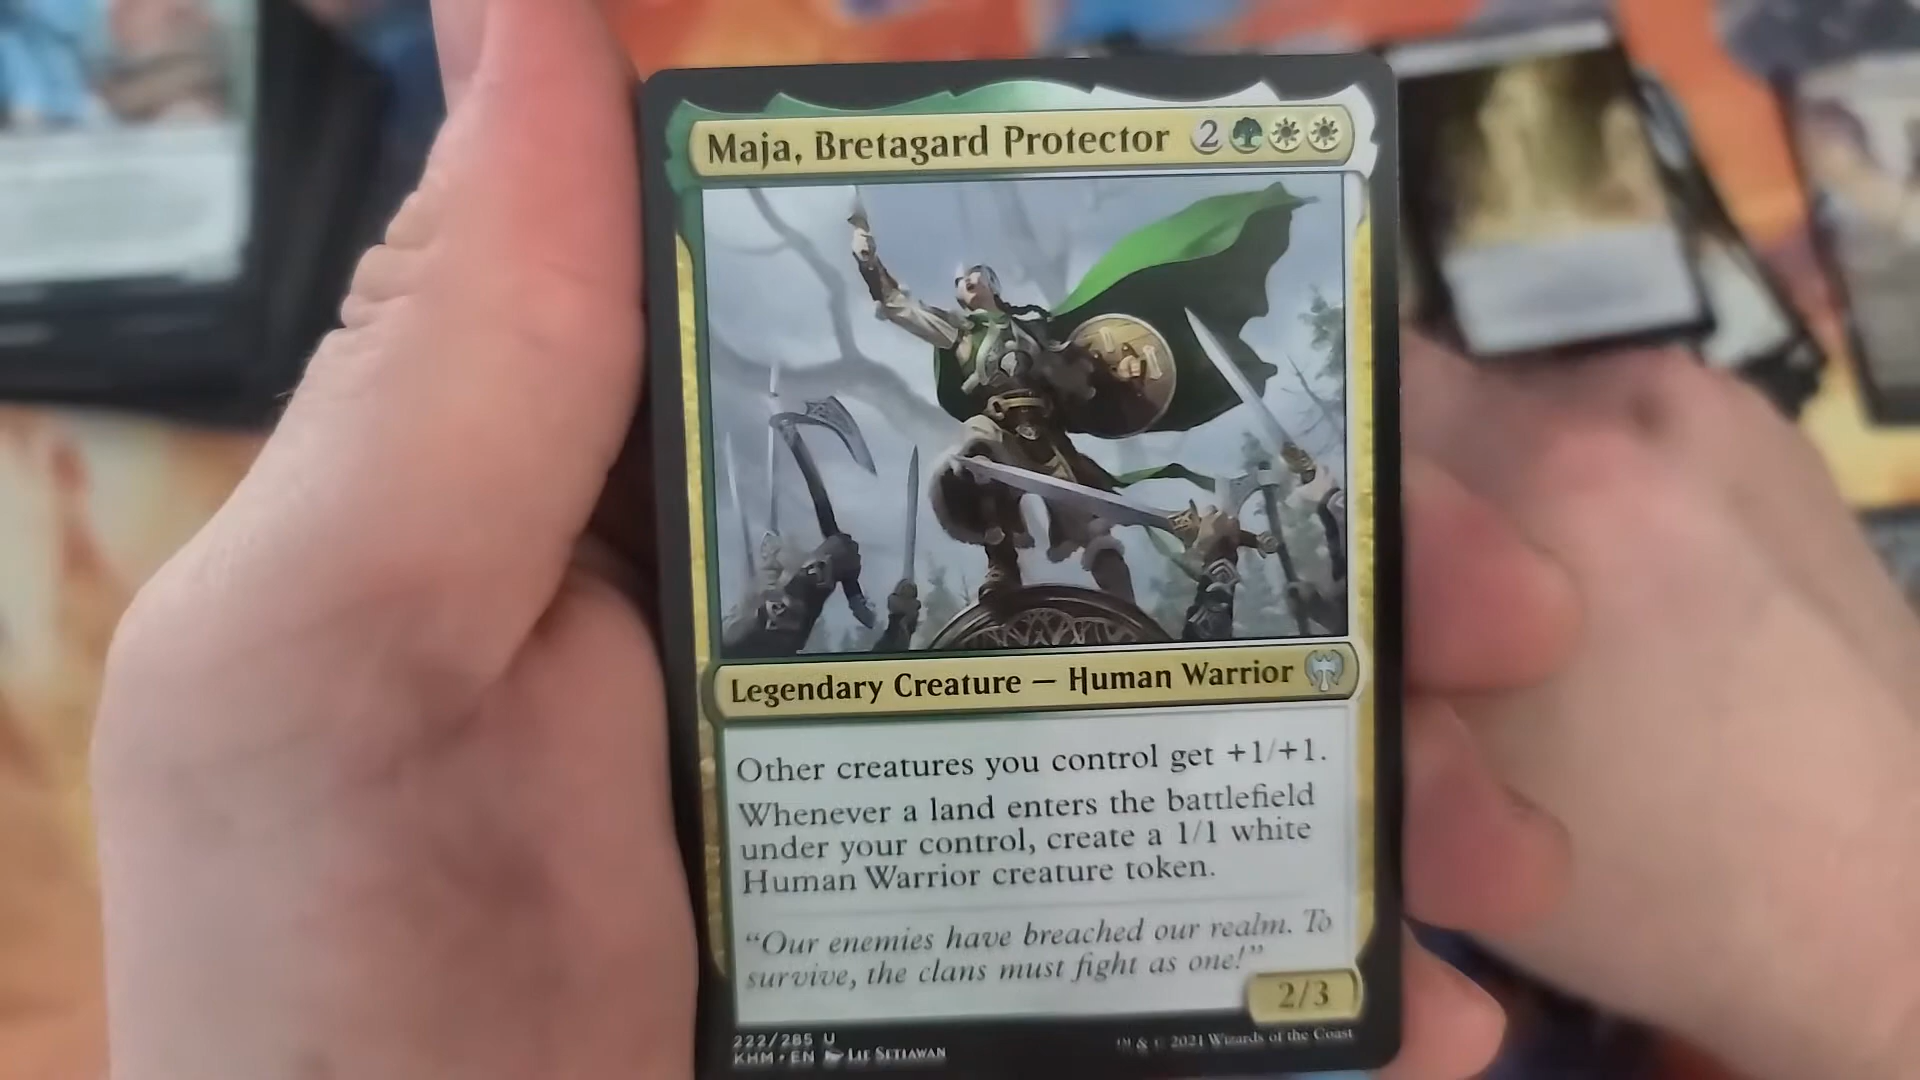 Maja, Bretagard Protector 2
Legendary Creature — Human Warrior
Other creatures you control get +1/+1.
Whenever a land enters the battlefield
under your control, create a 1/1 white
Human Warrior creature token.
“Our enemies have breached our realm. To
survive, the clans must fight as one!”
2/3
222/285 U
KHM • EN Lie Setiawan
™ & © 2021 Wizards of the Coast